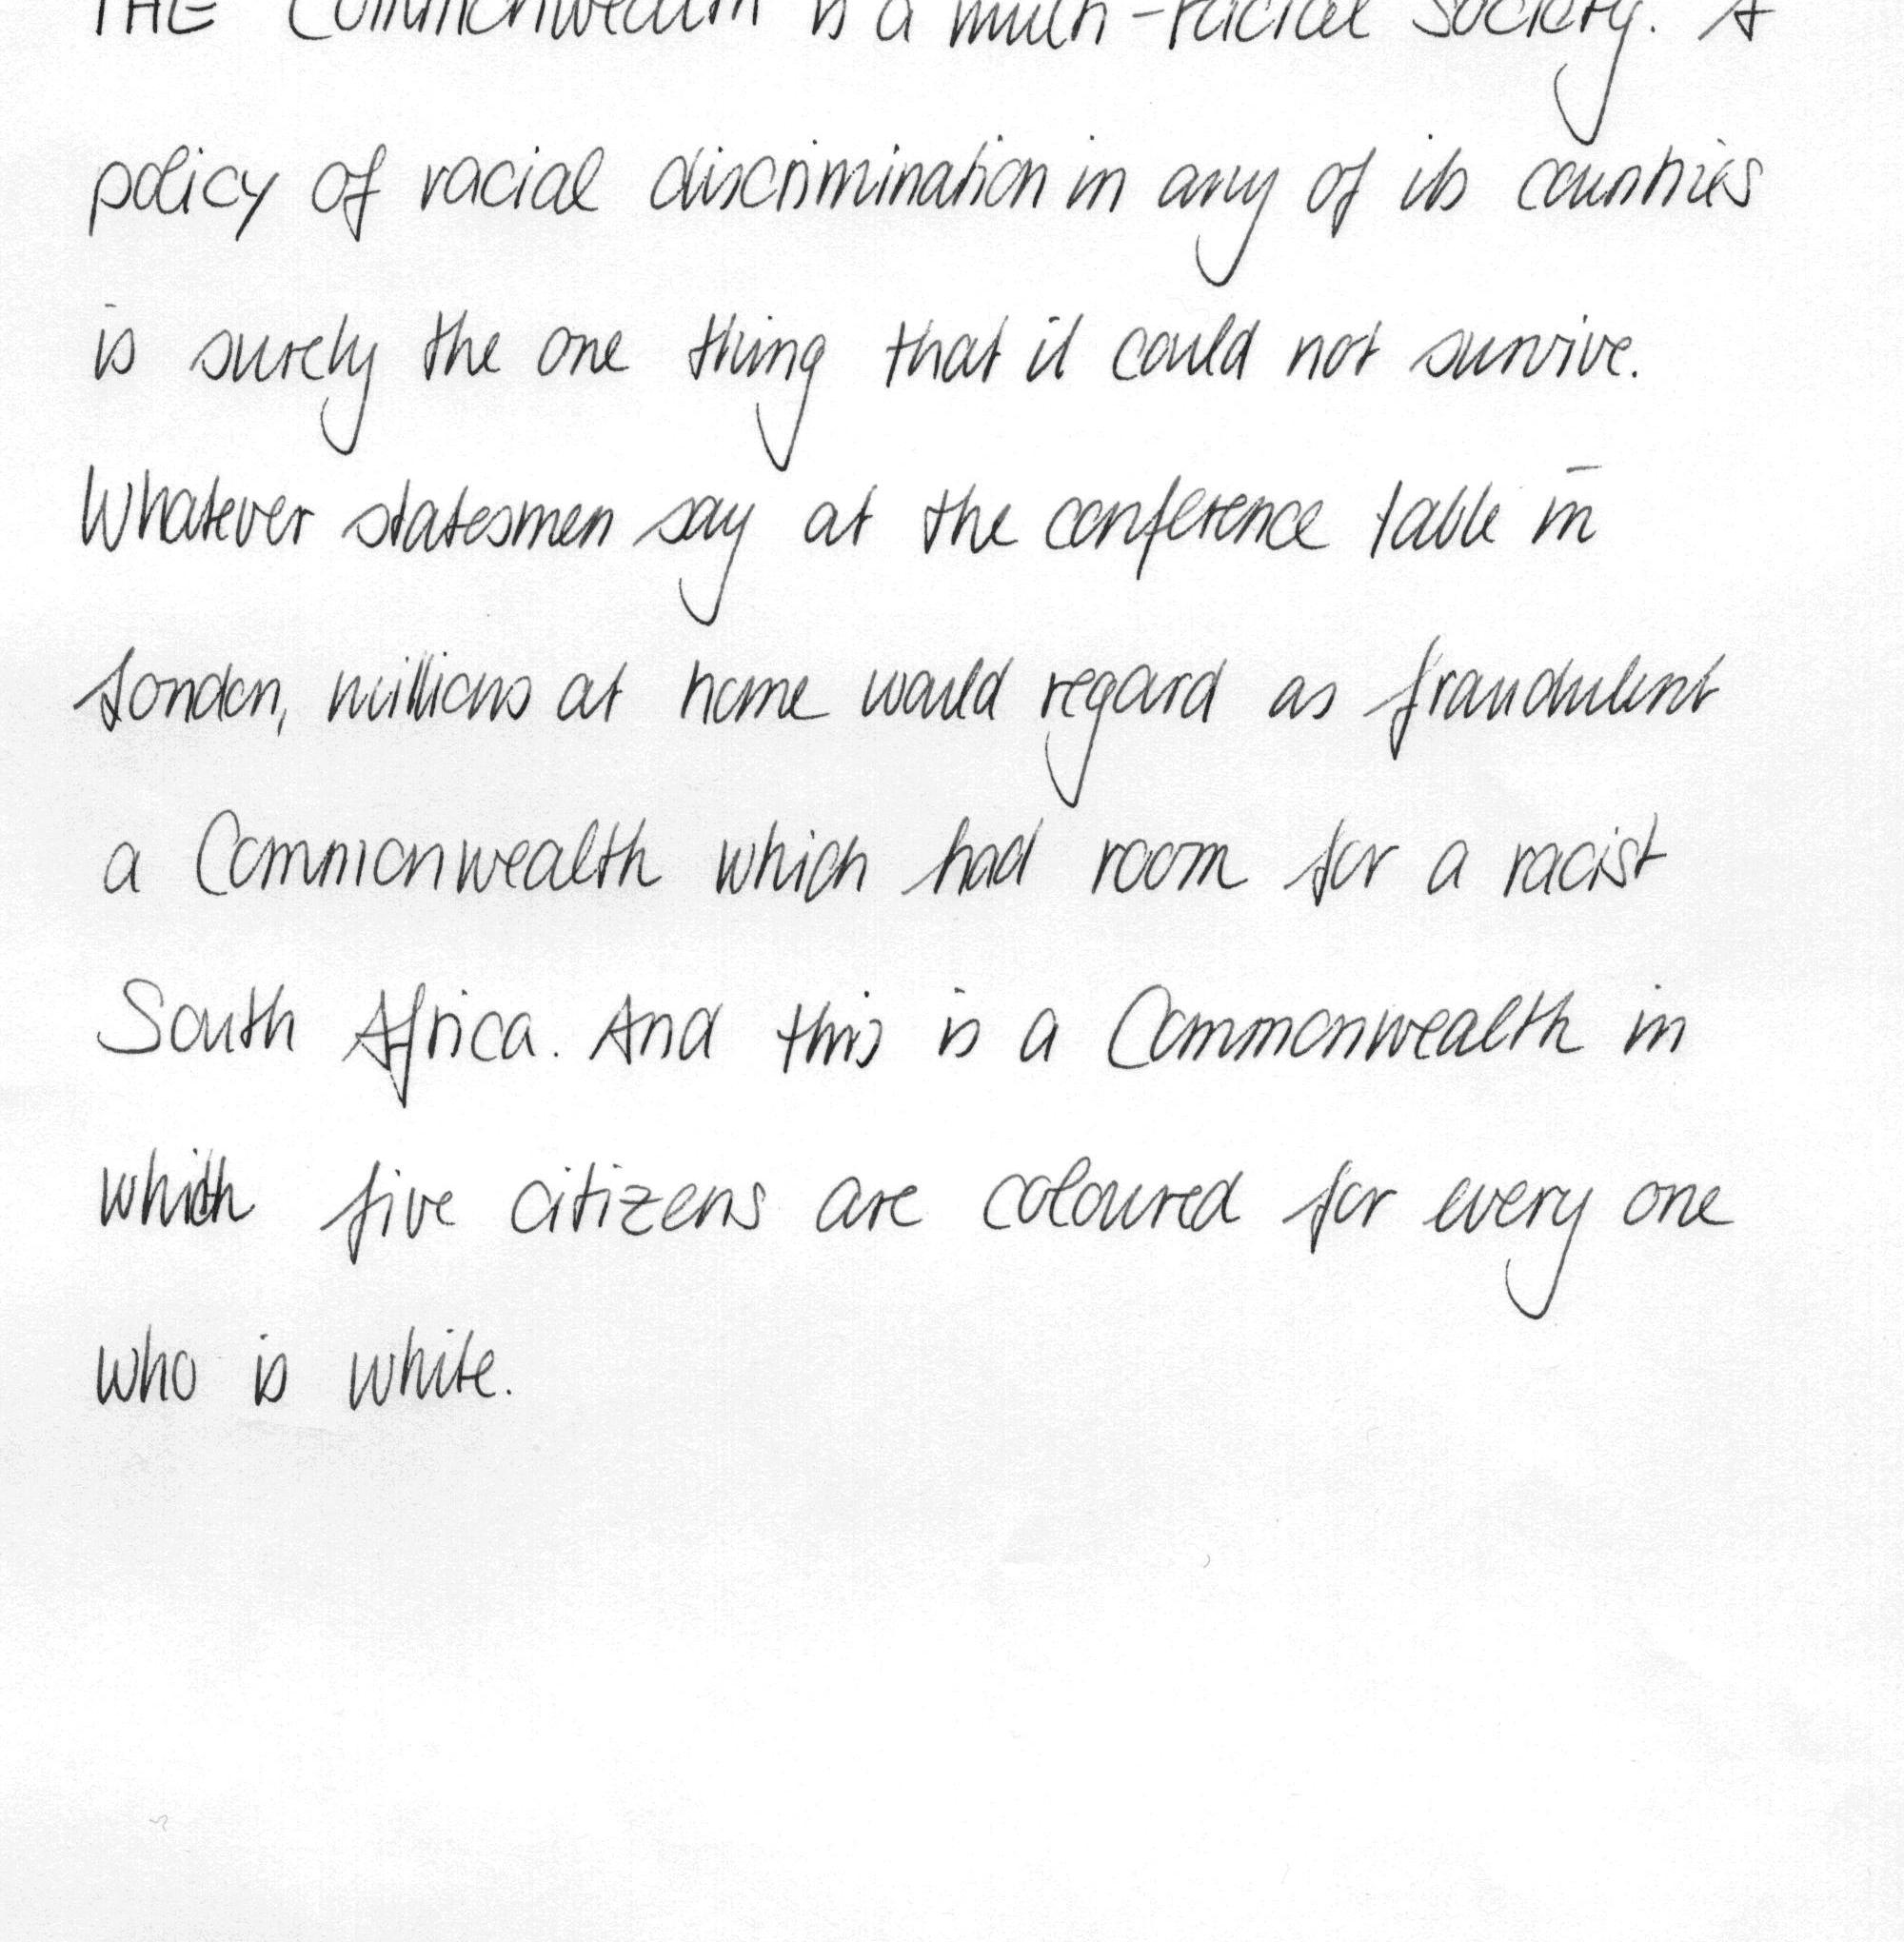 THE Commonwealth is a multi-racial society. A
policy of racial discrimination in any of its countries
is surely the one thing that it could not survive.
Whatever statesmen say at the conference table in
London, millions at home would regard as fraudulent
a Commonwealth which had room for a racist
South Africa. And this is a Commonwealth in
which five citizens are coloured for every one
who is white.